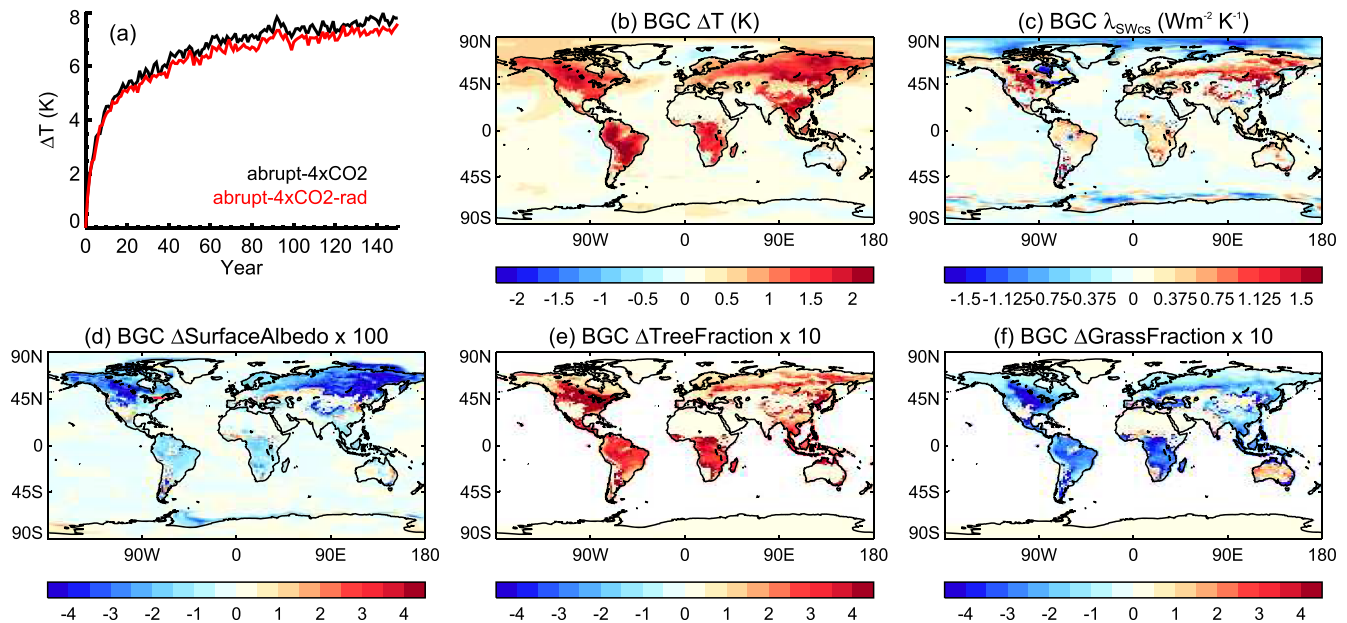 (a)
8
6
4
2
0
ΔT (K)
abrupt-4xCO2
abrupt-4xCO2-rad
0 20 40 60 80 100 120 140
Year
(b) BGC ΔT (K)
90N
45N
0
45S
90S
90W 0 90E 180
-2 -1.5 -1 -0.5 0 0.5 1 1.5 2
(c) BGC λSWcs (Wm-2 K-1)
90N
45N
0
45S
90S
90W 0 90E 180
-1.5 -1.125 -0.75 -0.375 0 0.375 0.75 1.125 1.5
(d) BGC ΔSurfaceAlbedo x 100
90N
45N
0
45S
90S
90W 0 90E 180
-4 -3 -2 -1 0 1 2 3 4
(e) BGC ΔTreeFraction x 10
90N
45N
0
45S
90S
90W 0 90E 180
-4 -3 -2 -1 0 1 2 3 4
(f) BGC ΔGrassFraction x 10
90N
45N
0
45S
90S
90W 0 90E 180
-4 -3 -2 -1 0 1 2 3 4